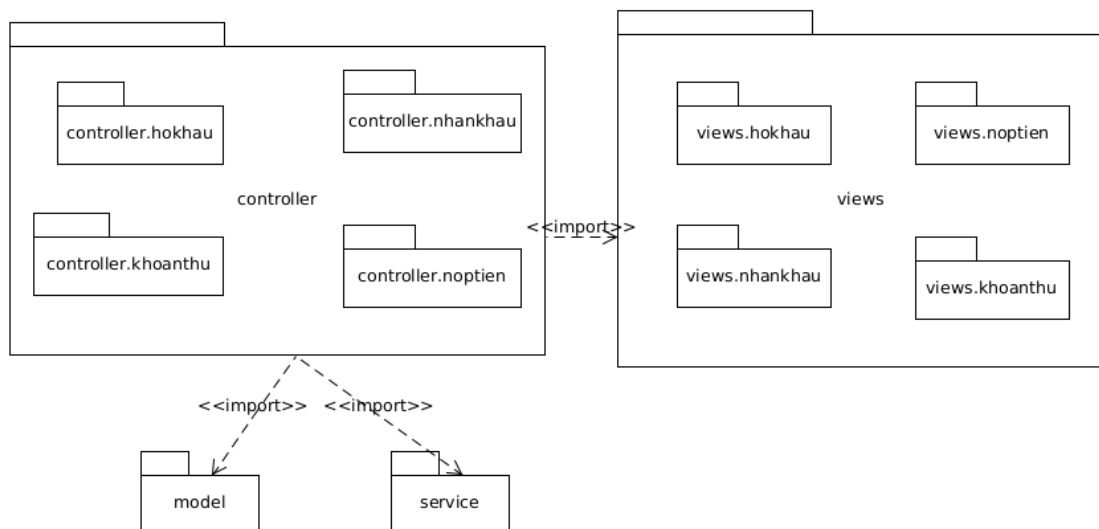 controller.hokhau
controller.nhankhau
controller
controller.khoanthu
controller.noptien
<<import>>
views.hokhau
views.noptien
views
views.nhankhau
views.khoanthu
<<import>>
<<import>>
model
service